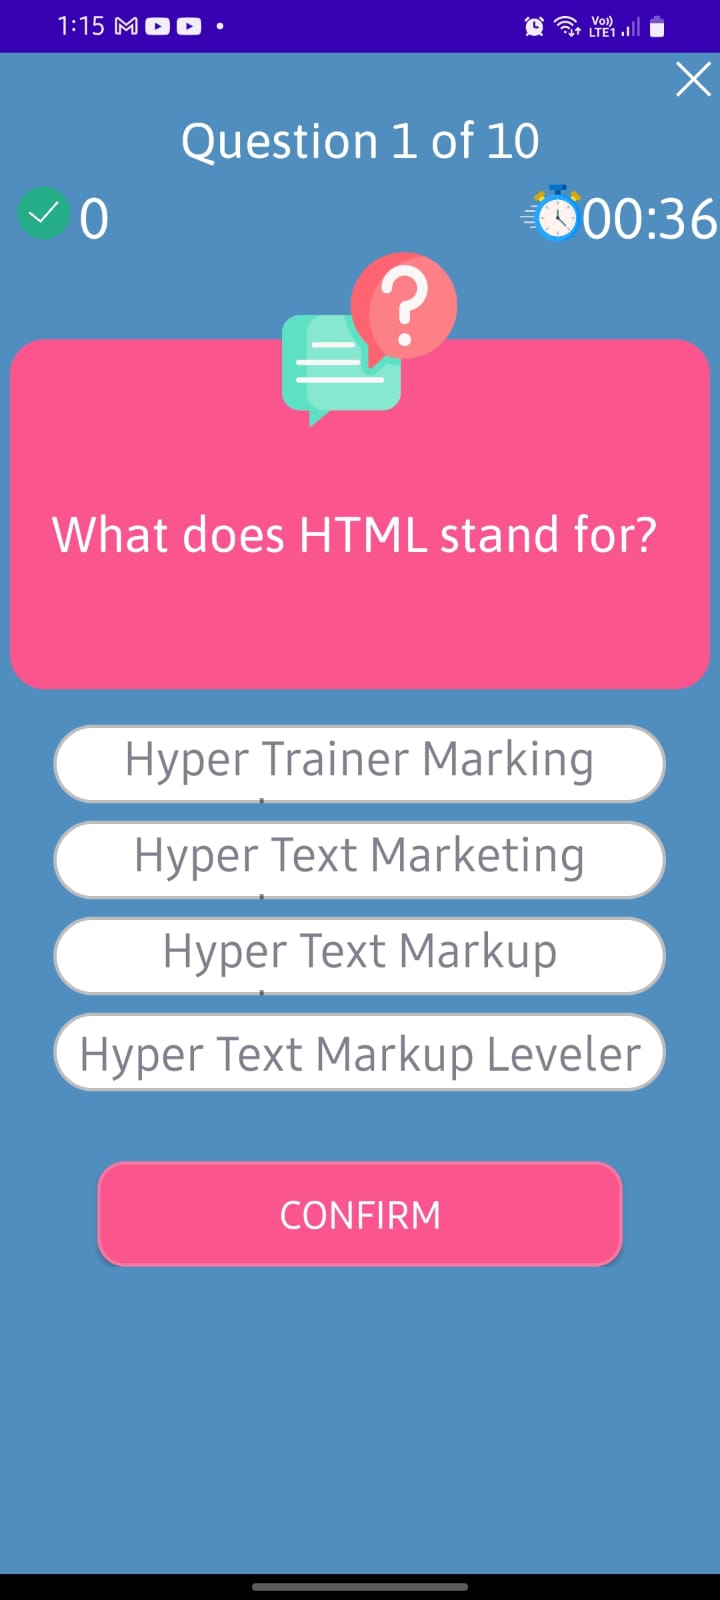 1:15
Vo))
LTE1
Question 1 of 10
0
00:36
?
What does HTML stand for?
Hyper Trainer Marking
Hyper Text Marketing
Hyper Text Markup
Hyper Text Markup Leveler
CONFIRM